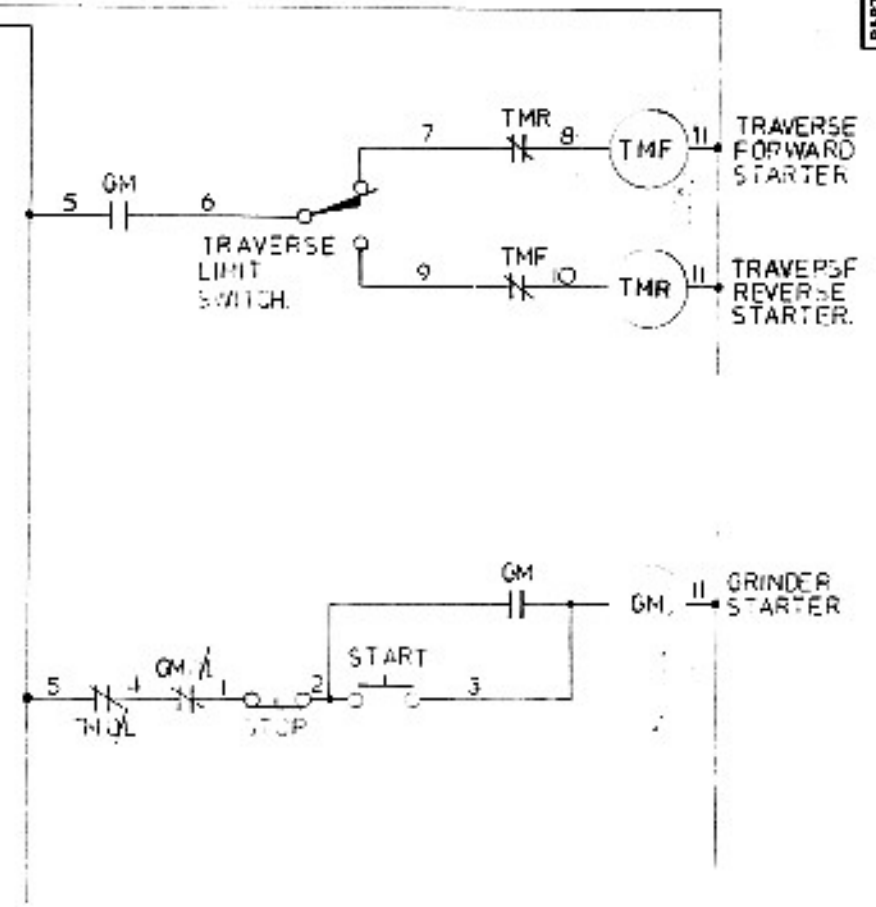 TMR
7
8
TMF
11
TRAVERSE
FORWARD
STARTER
5
GM
6
TRAVERSE
LIMIT
SWITCH.
9
TMF
10
TMR
11
TRAVERSE
REVERSE
STARTER.
GM
GM
11
GRINDER
STARTER
START
5
4
1
2
3
STOP